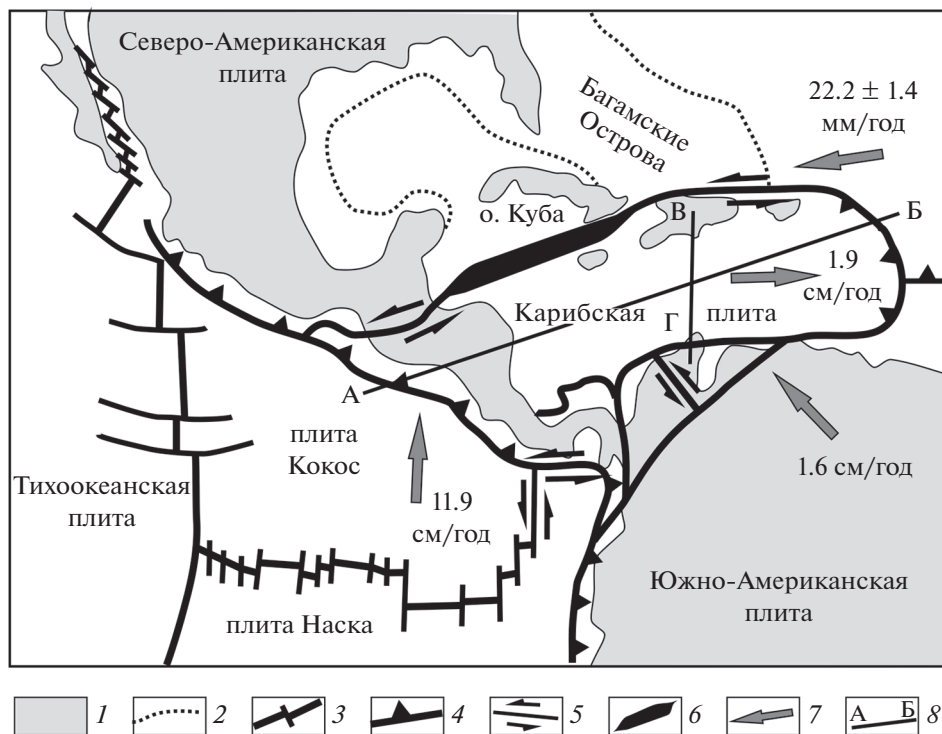 Северо-Американская
плита
Багамские
Острова
22.2 ± 1.4
мм/год
о. Куба
В
Б
1.9
см/год
Карибская
плита
Г
А
плита
Кокос
11.9
см/год
1.6 см/год
Тихоокеанская
плита
Южно-Американская
плита
плита Наска
1
2
3
4
5
6
7
А Б 8